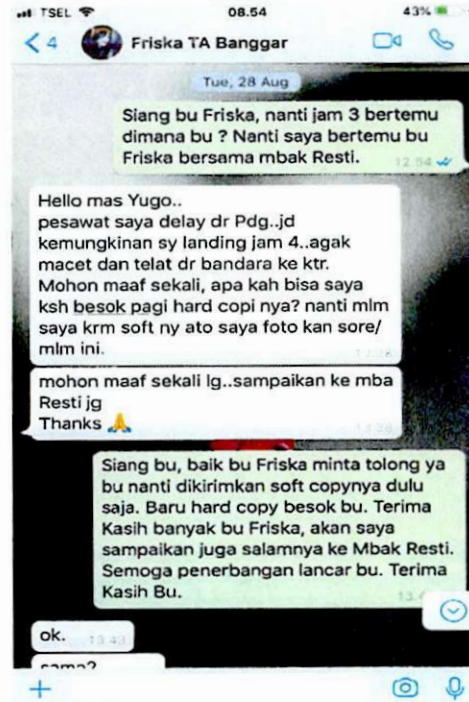 TSEL 08.54 43%
4 Friska TA Banggar
Tue, 28 Aug
Siang bu Friska, nanti jam 3 bertemu
dimana bu ? Nanti saya bertemu bu
Friska bersama mbak Resti.
12.54
Hello mas Yugo..
pesawat saya delay dr Pdg..jd
kemungkinan sy landing jam 4..agak
macet dan telat dr bandara ke ktr.
Mohon maaf sekali, apa kah bisa saya
ksh besok pagi hard copi nya? nanti mlm
saya krm soft ny ato saya foto kan sore/
mlm ini.
mohon maaf sekali lg..sampaikan ke mba
Resti jg
Thanks 🙏
Siang bu, baik bu Friska minta tolong ya
bu nanti dikirimkan soft copynya dulu
saja. Baru hard copy besok bu. Terima
Kasih banyak bu Friska, akan saya
sampaikan juga salamnya ke Mbak Resti.
Semoga penerbangan lancar bu. Terima
Kasih Bu.
ok. 13.43